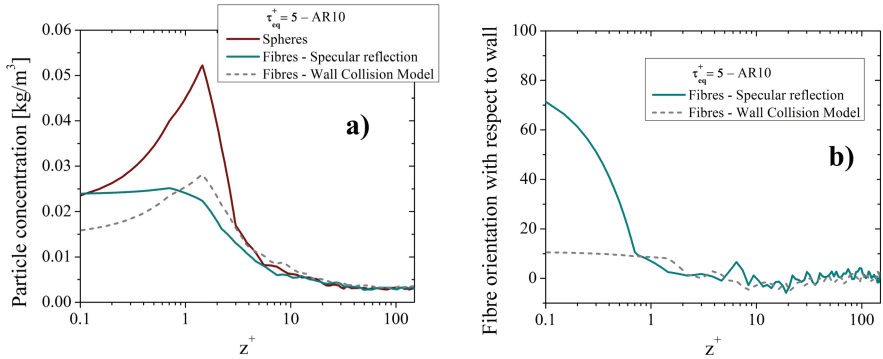 a)
τ⁺eq = 5 – AR10
Spheres
Fibres - Specular reflection
Fibres - Wall Collision Model
Particle concentration [kg/m³]
0.06
0.05
0.04
0.03
0.02
0.01
0.00
0.1
1
10
100
z⁺
b)
τ⁺eq = 5 – AR10
Fibres - Specular reflection
Fibres - Wall Collision Model
Fibre orientation with respect to wall
100
80
60
40
20
0
0.1
1
10
100
z⁺